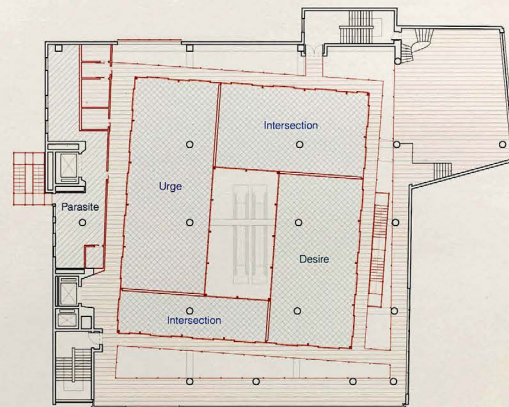 Intersection
Urge
Parasite
Desire
Intersection